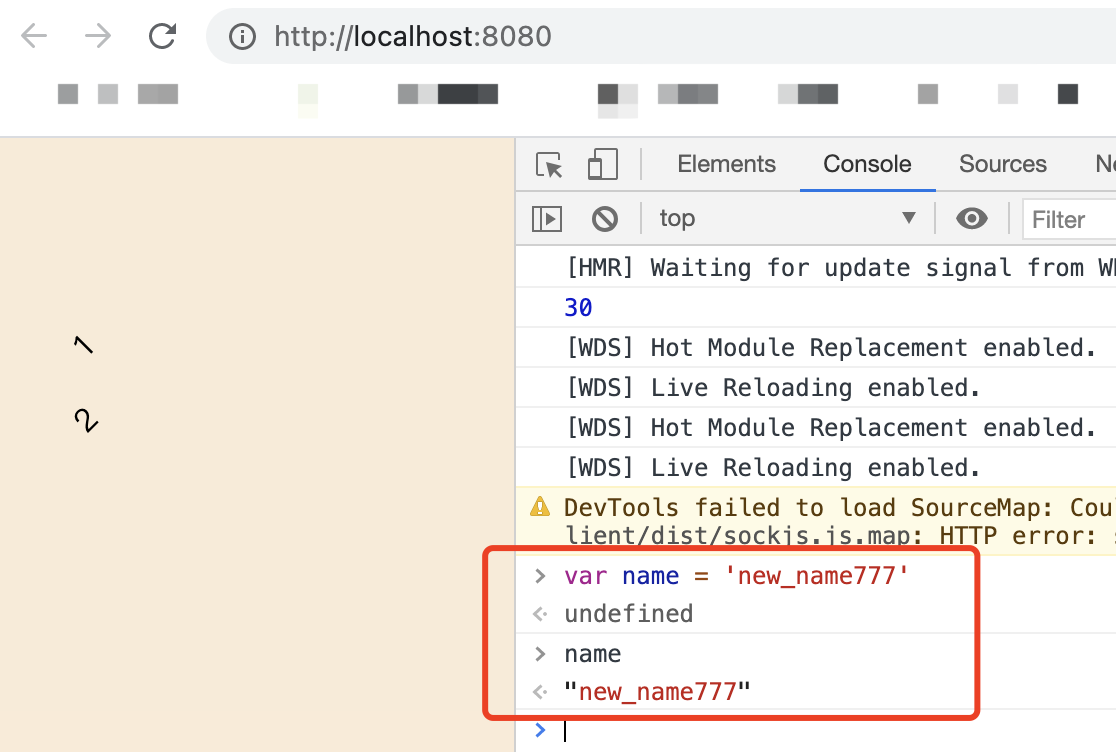 http://localhost:8080
Elements Console Sources
top Filter
[HMR] Waiting for update signal from
30
[WDS] Hot Module Replacement enabled.
[WDS] Live Reloading enabled.
[WDS] Hot Module Replacement enabled.
[WDS] Live Reloading enabled.
DevTools failed to load SourceMap:
lient/dist/sockjs.js.map: HTTP error:
> var name = 'new_name777'
undefined
> name
"new_name777"
>
1
2